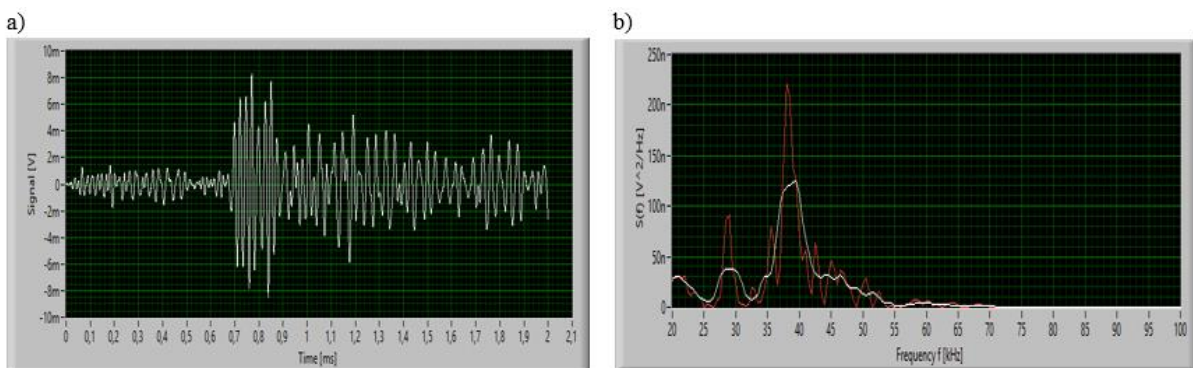 a)
10m
8m
6m
4m
2m
0
-2m
-4m
-6m
-8m
-10m
Signal [V]
0 0,1 0,2 0,3 0,4 0,5 0,6 0,7 0,8 0,9 1 1,1 1,2 1,3 1,4 1,5 1,6 1,7 1,8 1,9 2 2,1
Time [ms]
b)
250n
200n
150n
100n
50n
0
S(f) [V^2/Hz]
20 25 30 35 40 45 50 55 60 65 70 75 80 85 90 95 100
Frequency f [kHz]